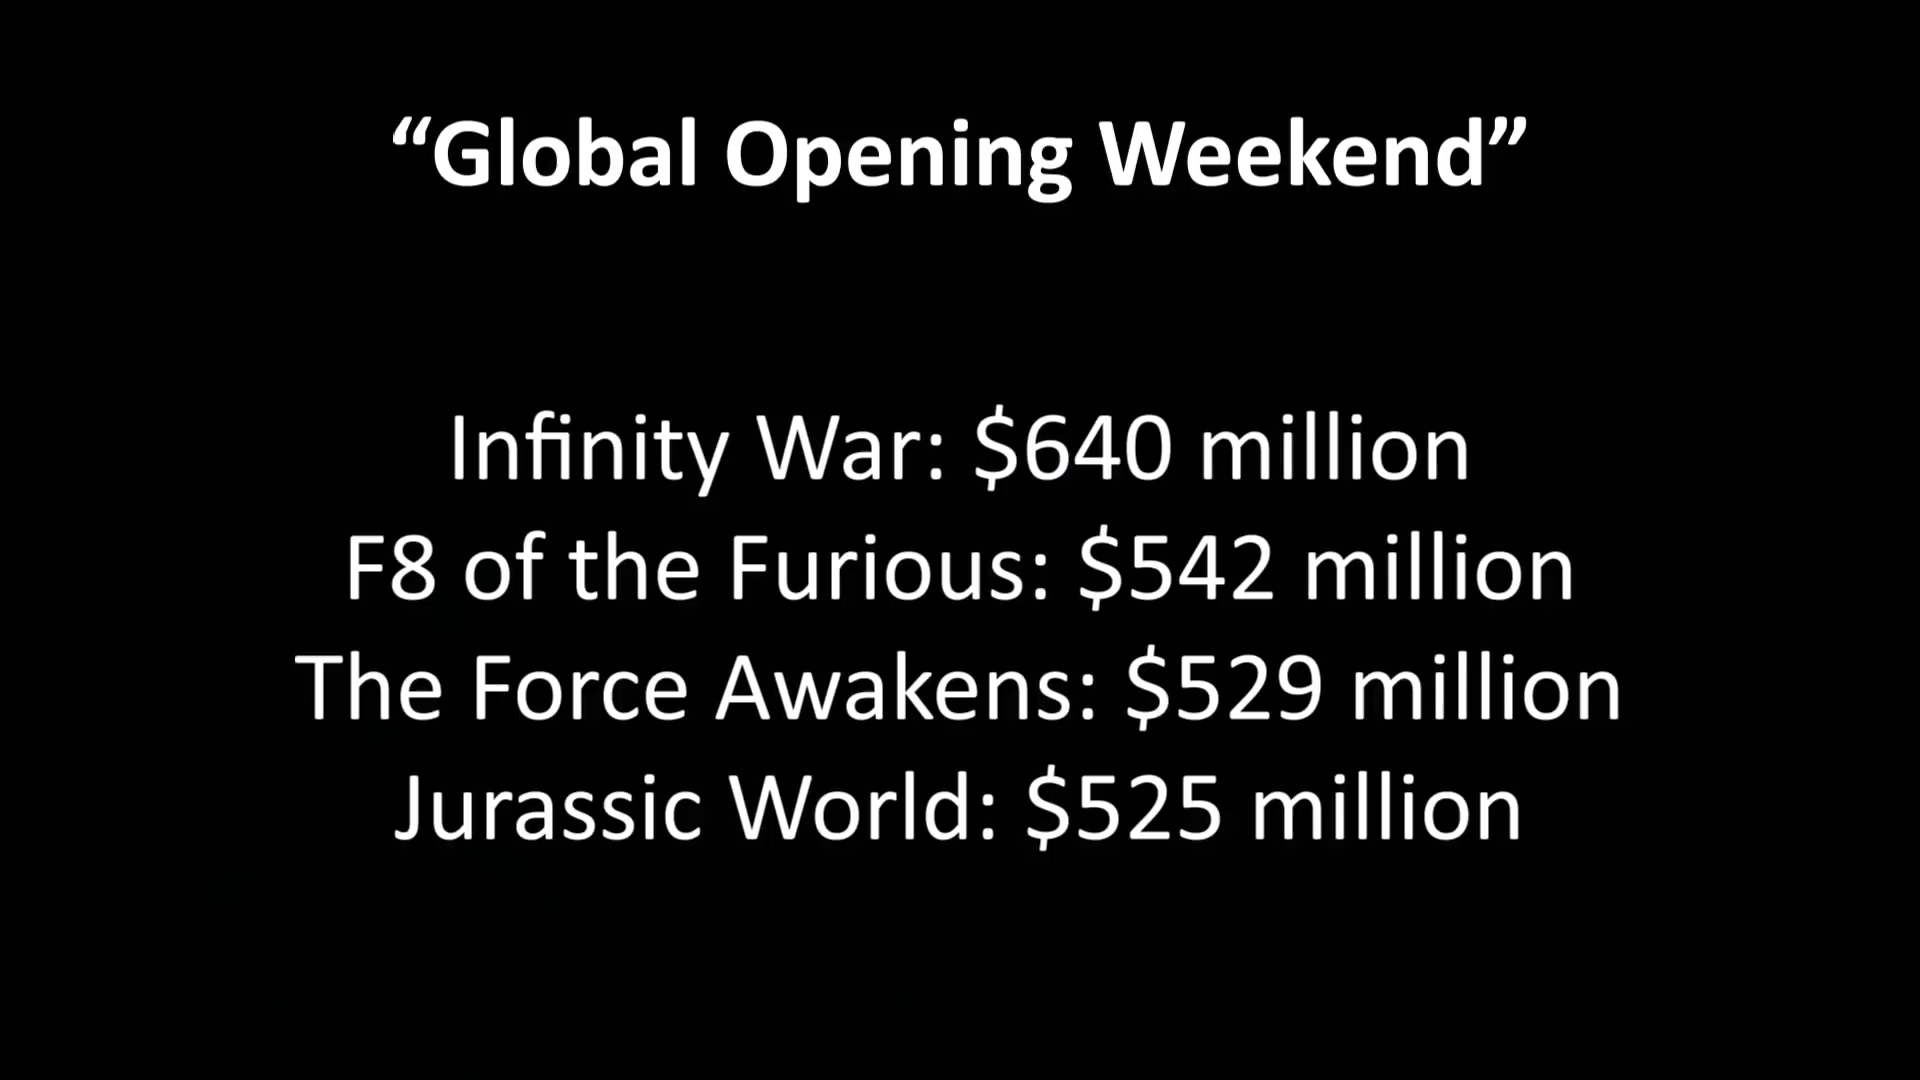 “Global Opening Weekend”
Infinity War: $640 million
F8 of the Furious: $542 million
The Force Awakens: $529 million
Jurassic World: $525 million